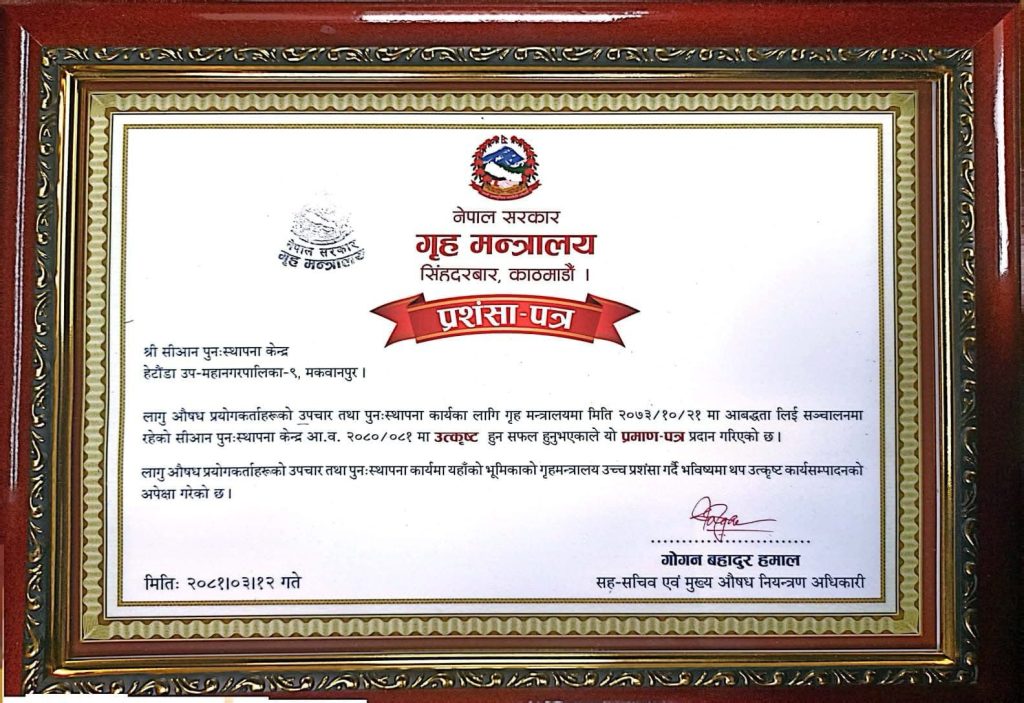 नेपाल सरकार
गृह मन्त्रालय
सिंहदरबार, काठमाडौं ।
नेपाल सरकार
गृह मन्त्रालय
प्रशंसा-पत्र
श्री सीआन पुनःस्थापना केन्द्र
हेटौंडा उप-महानगरपालिका-९, मकवानपुर ।
लागु औषध प्रयोगकर्ताहरूको उपचार तथा पुनःस्थापना कार्यका लागि गृह मन्त्रालयमा मिति २०७३/१०/२१ मा आबद्धता लिई सञ्चालनमा
रहेको सीआन पुनःस्थापना केन्द्र आ.व. २०८०/०८१ मा उत्कृष्ट हुन सफल हुनुभएकाले यो प्रमाण-पत्र प्रदान गरिएको छ ।
लागु औषध प्रयोगकर्ताहरूको उपचार तथा पुनःस्थापना कार्यमा यहाँको भूमिकाको गृहमन्त्रालय उच्च प्रशंसा गर्दै भविष्यमा थप उत्कृष्ट कार्यसम्पादनको
अपेक्षा गरेको छ ।
गोगन बहादुर हमाल
सह-सचिव एवं मुख्य औषध नियन्त्रण अधिकारी
मितिः २०८१।०३।१२ गते